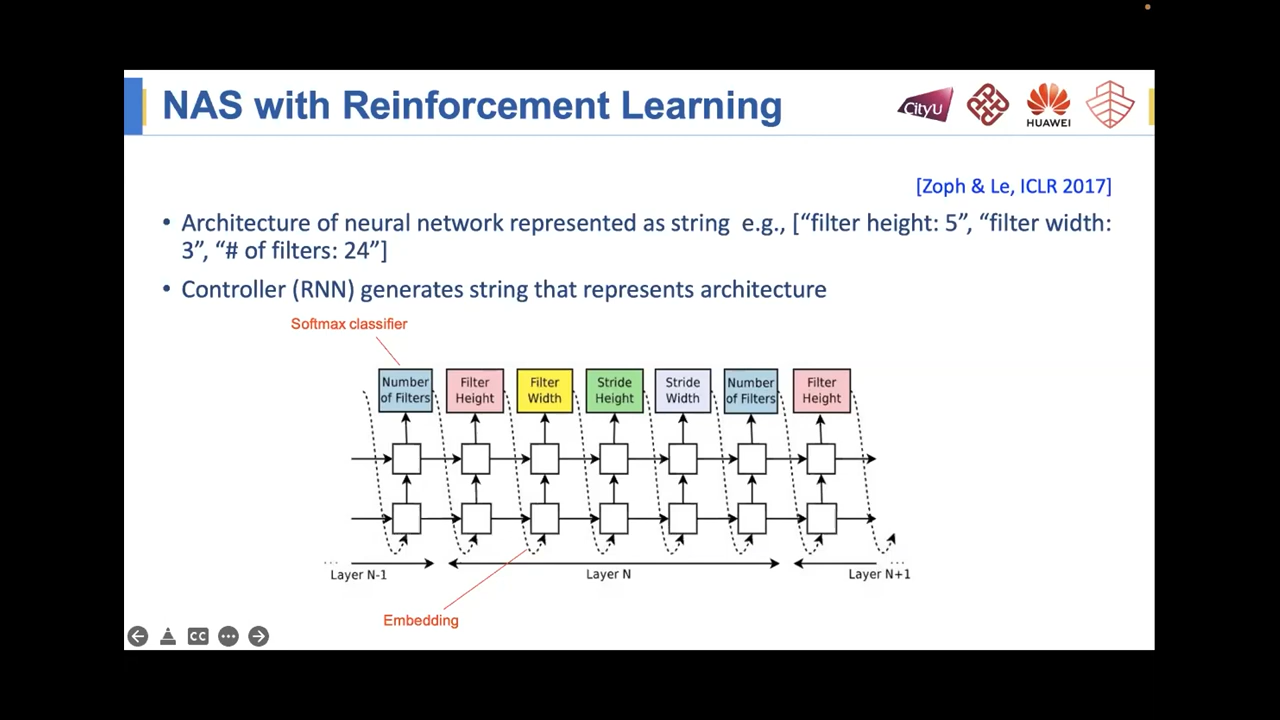 NAS with Reinforcement Learning
CityU
HUAWEI
[Zoph & Le, ICLR 2017]
• Architecture of neural network represented as string e.g., [“filter height: 5”, “filter width:
3”, “# of filters: 24”]
• Controller (RNN) generates string that represents architecture
Softmax classifier
Number of Filters
Filter Height
Filter Width
Stride Height
Stride Width
Number of Filters
Filter Height
...
Layer N-1
Layer N
...
Layer N+1
Embedding
CC